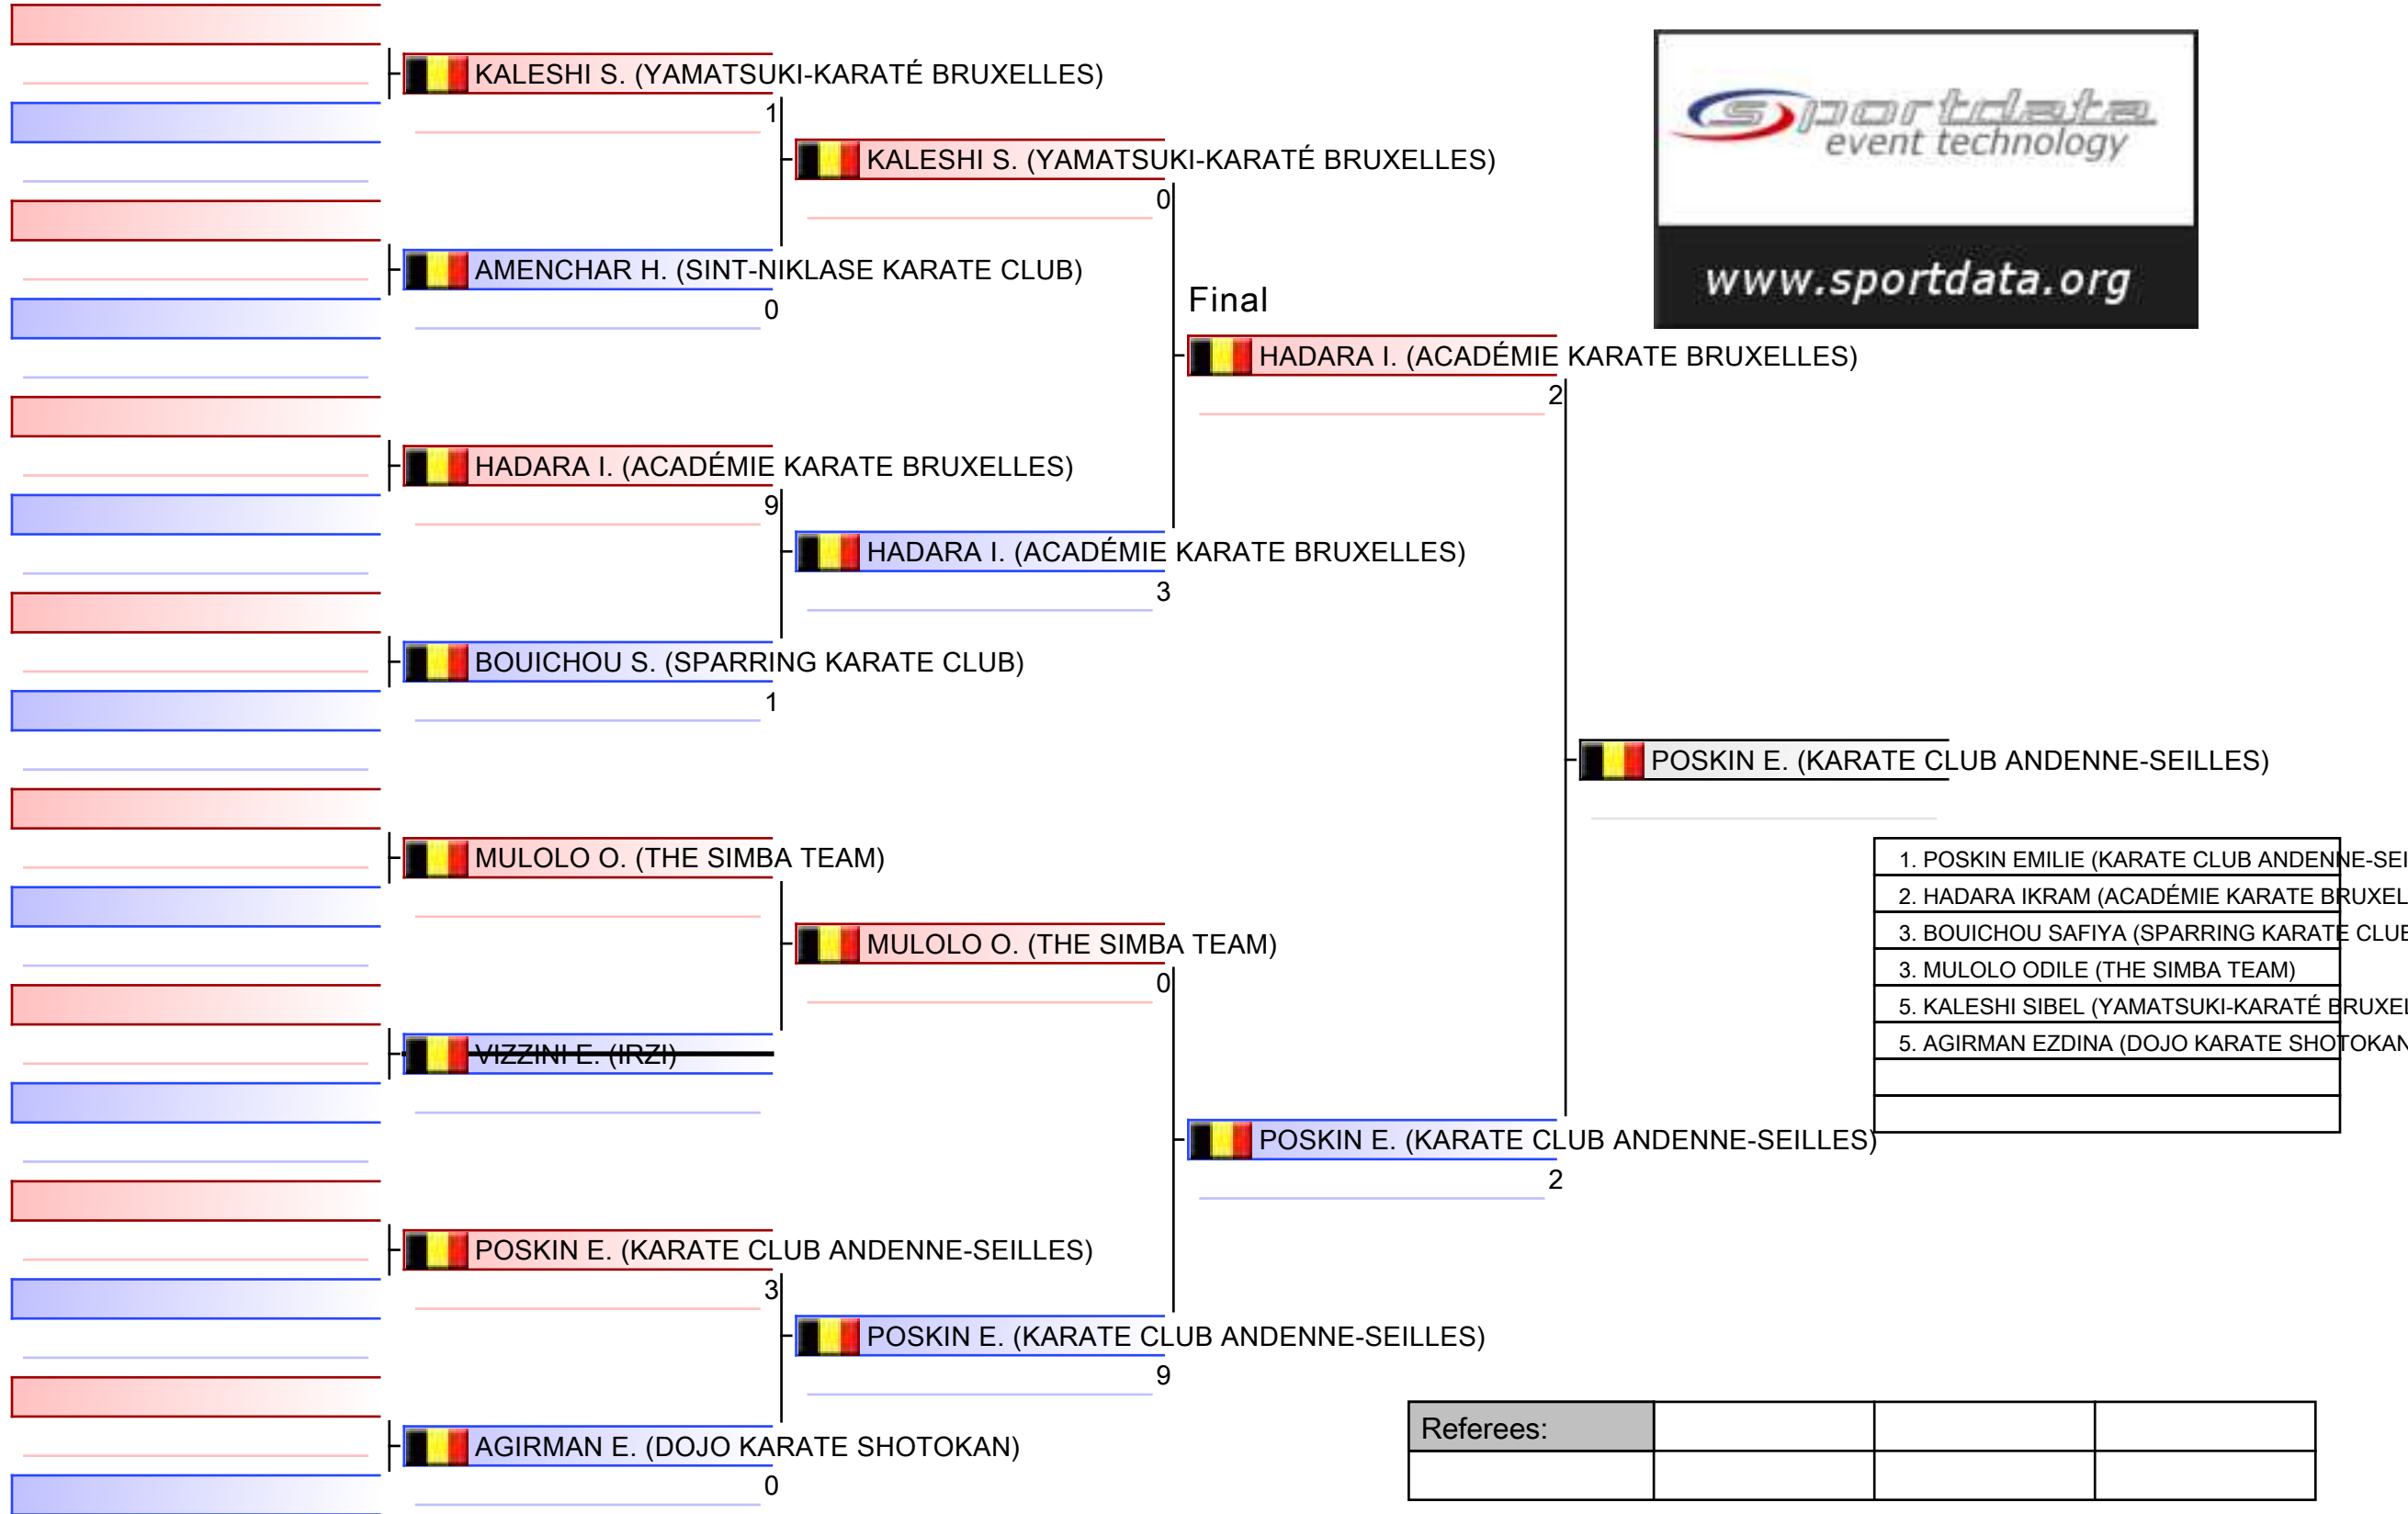 KALESHI S. (YAMATSUKI-KARATÉ BRUXELLES)
1
AMENCHAR H. (SINT-NIKLASE KARATE CLUB)
0
HADARA I. (ACADÉMIE KARATE BRUXELLES)
9
BOUICHOU S. (SPARRING KARATE CLUB)
1
MULOLO O. (THE SIMBA TEAM)
VIZZINI E. (IRZI)
POSKIN E. (KARATE CLUB ANDENNE-SEILLES)
3
AGIRMAN E. (DOJO KARATE SHOTOKAN)
0
KALESHI S. (YAMATSUKI-KARATÉ BRUXELLES)
0
HADARA I. (ACADÉMIE KARATE BRUXELLES)
3
MULOLO O. (THE SIMBA TEAM)
0
POSKIN E. (KARATE CLUB ANDENNE-SEILLES)
9
Final
HADARA I. (ACADÉMIE KARATE BRUXELLES)
2
POSKIN E. (KARATE CLUB ANDENNE-SEILLES)
2
POSKIN E. (KARATE CLUB ANDENNE-SEILLES)
sportdata
event technology
www.sportdata.org
1. POSKIN EMILIE (KARATE CLUB ANDENNE-SEI
2. HADARA IKRAM (ACADÉMIE KARATE BRUXEL
3. BOUICHOU SAFIYA (SPARRING KARATE CLUB
3. MULOLO ODILE (THE SIMBA TEAM)
5. KALESHI SIBEL (YAMATSUKI-KARATÉ BRUXEL
5. AGIRMAN EZDINA (DOJO KARATE SHOTOKAN
Referees: